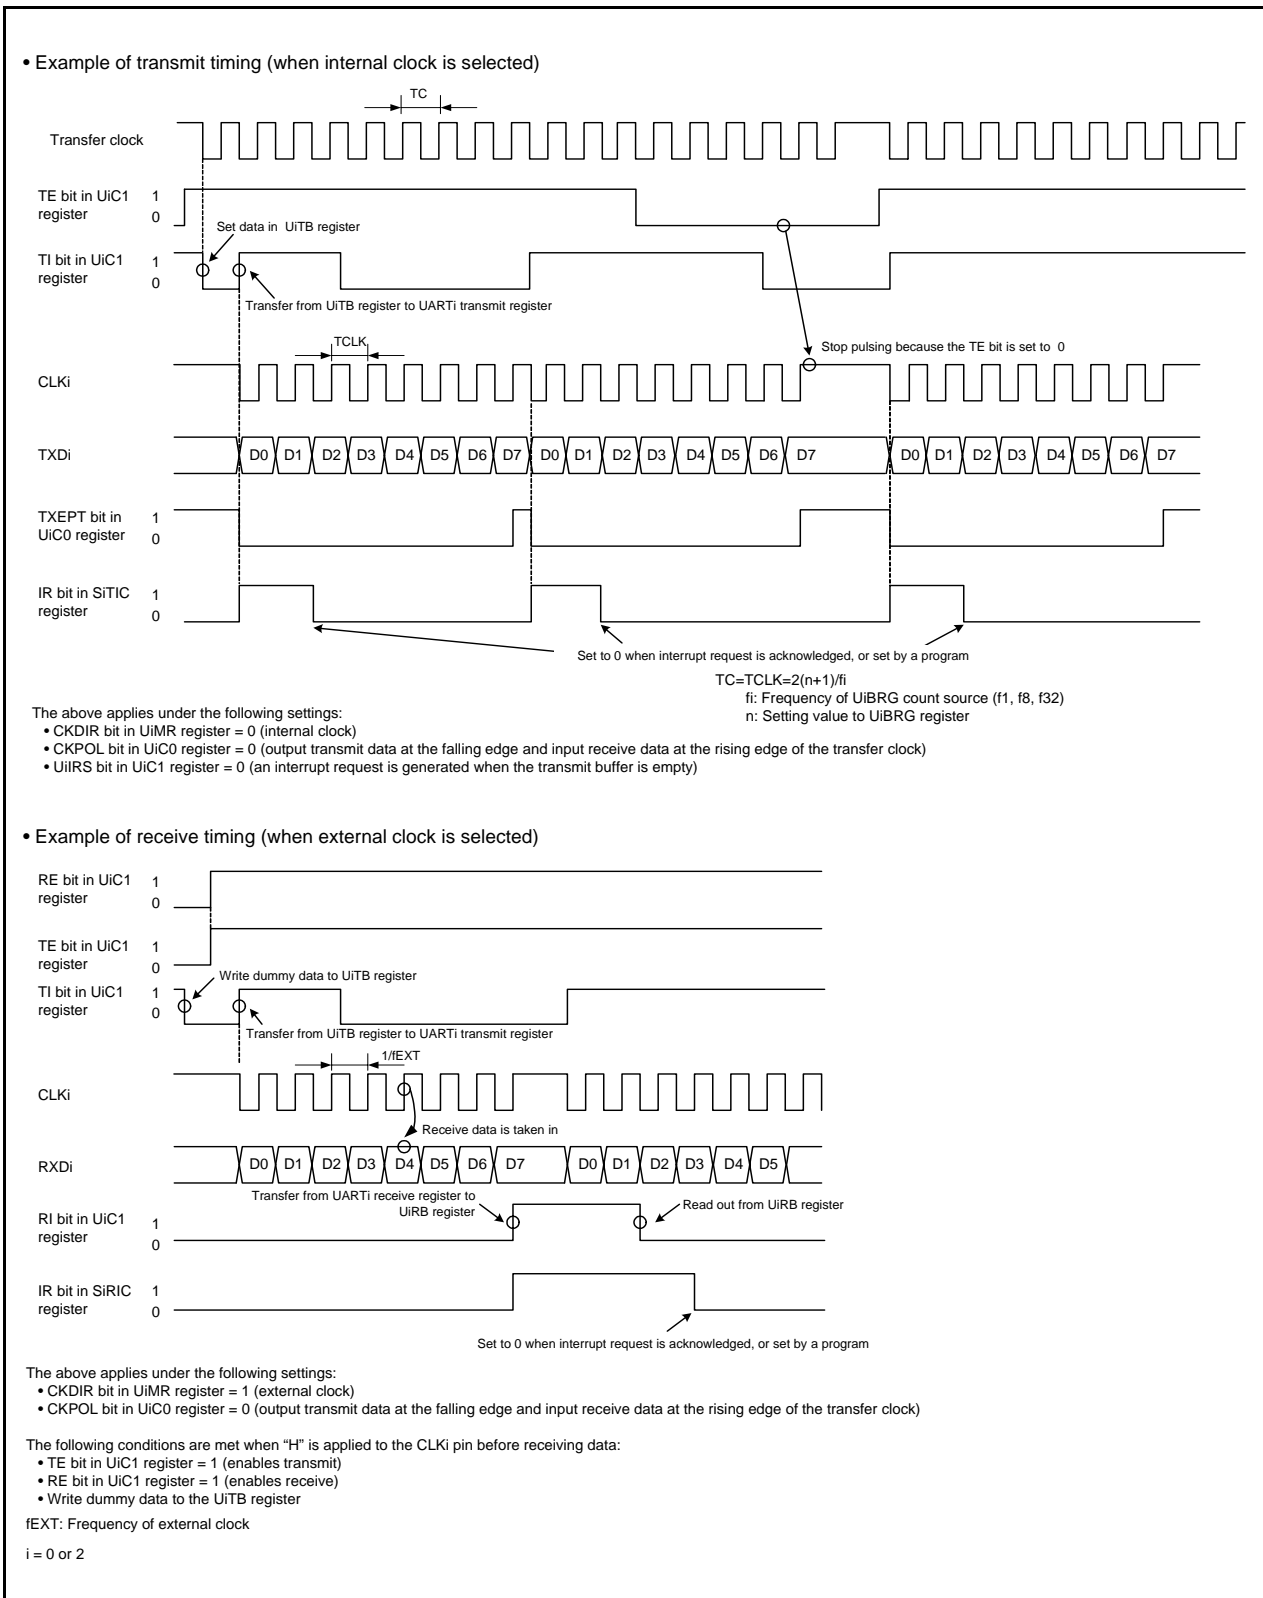 • Example of transmit timing (when internal clock is selected)
TC
Transfer clock
TE bit in UiC1
register
1
0
Set data in UiTB register
TI bit in UiC1
register
1
0
Transfer from UiTB register to UARTi transmit register
TCLK
Stop pulsing because the TE bit is set to 0
CLKi
TXDi
D0 D1 D2 D3 D4 D5 D6 D7 D0 D1 D2 D3 D4 D5 D6 D7 D0 D1 D2 D3 D4 D5 D6 D7
TXEPT bit in
UiC0 register
1
0
IR bit in SiTIC
register
1
0
Set to 0 when interrupt request is acknowledged, or set by a program
TC=TCLK=2(n+1)/fi
fi: Frequency of UiBRG count source (f1, f8, f32)
n: Setting value to UiBRG register
The above applies under the following settings:
• CKDIR bit in UiMR register = 0 (internal clock)
• CKPOL bit in UiC0 register = 0 (output transmit data at the falling edge and input receive data at the rising edge of the transfer clock)
• UiIRS bit in UiC1 register = 0 (an interrupt request is generated when the transmit buffer is empty)
• Example of receive timing (when external clock is selected)
RE bit in UiC1
register
1
0
TE bit in UiC1
register
1
0
Write dummy data to UiTB register
TI bit in UiC1
register
1
0
Transfer from UiTB register to UARTi transmit register
1/fEXT
CLKi
Receive data is taken in
RXDi
D0 D1 D2 D3 D4 D5 D6 D7 D0 D1 D2 D3 D4 D5
Transfer from UARTi receive register to
UiRB register
Read out from UiRB register
RI bit in UiC1
register
1
0
IR bit in SiRIC
register
1
0
Set to 0 when interrupt request is acknowledged, or set by a program
The above applies under the following settings:
• CKDIR bit in UiMR register = 1 (external clock)
• CKPOL bit in UiC0 register = 0 (output transmit data at the falling edge and input receive data at the rising edge of the transfer clock)
The following conditions are met when “H” is applied to the CLKi pin before receiving data:
• TE bit in UiC1 register = 1 (enables transmit)
• RE bit in UiC1 register = 1 (enables receive)
• Write dummy data to the UiTB register
fEXT: Frequency of external clock
i = 0 or 2